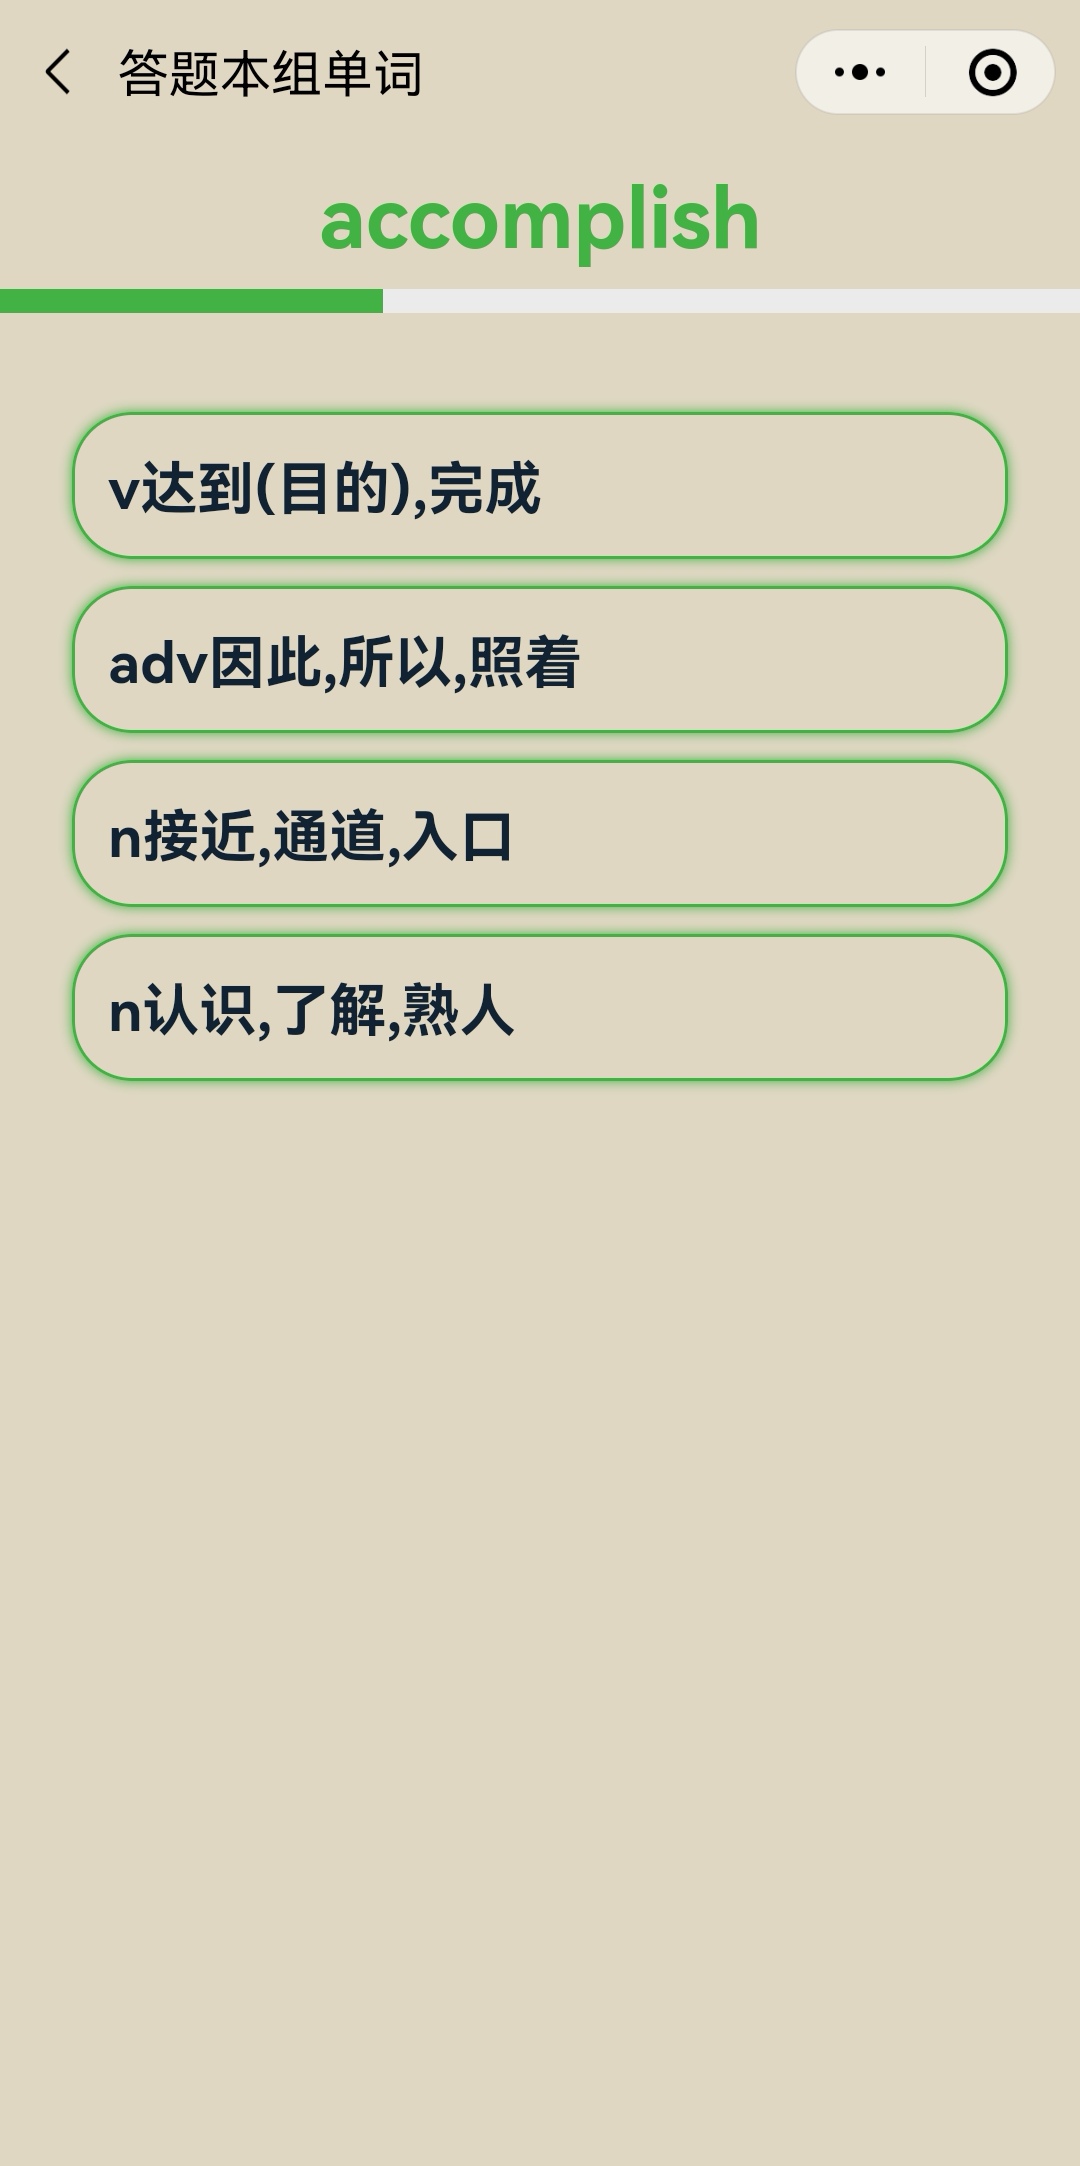 答题本组单词
accomplish
v达到(目的),完成
adv因此,所以,照着
n接近,通道,入口
n认识,了解,熟人